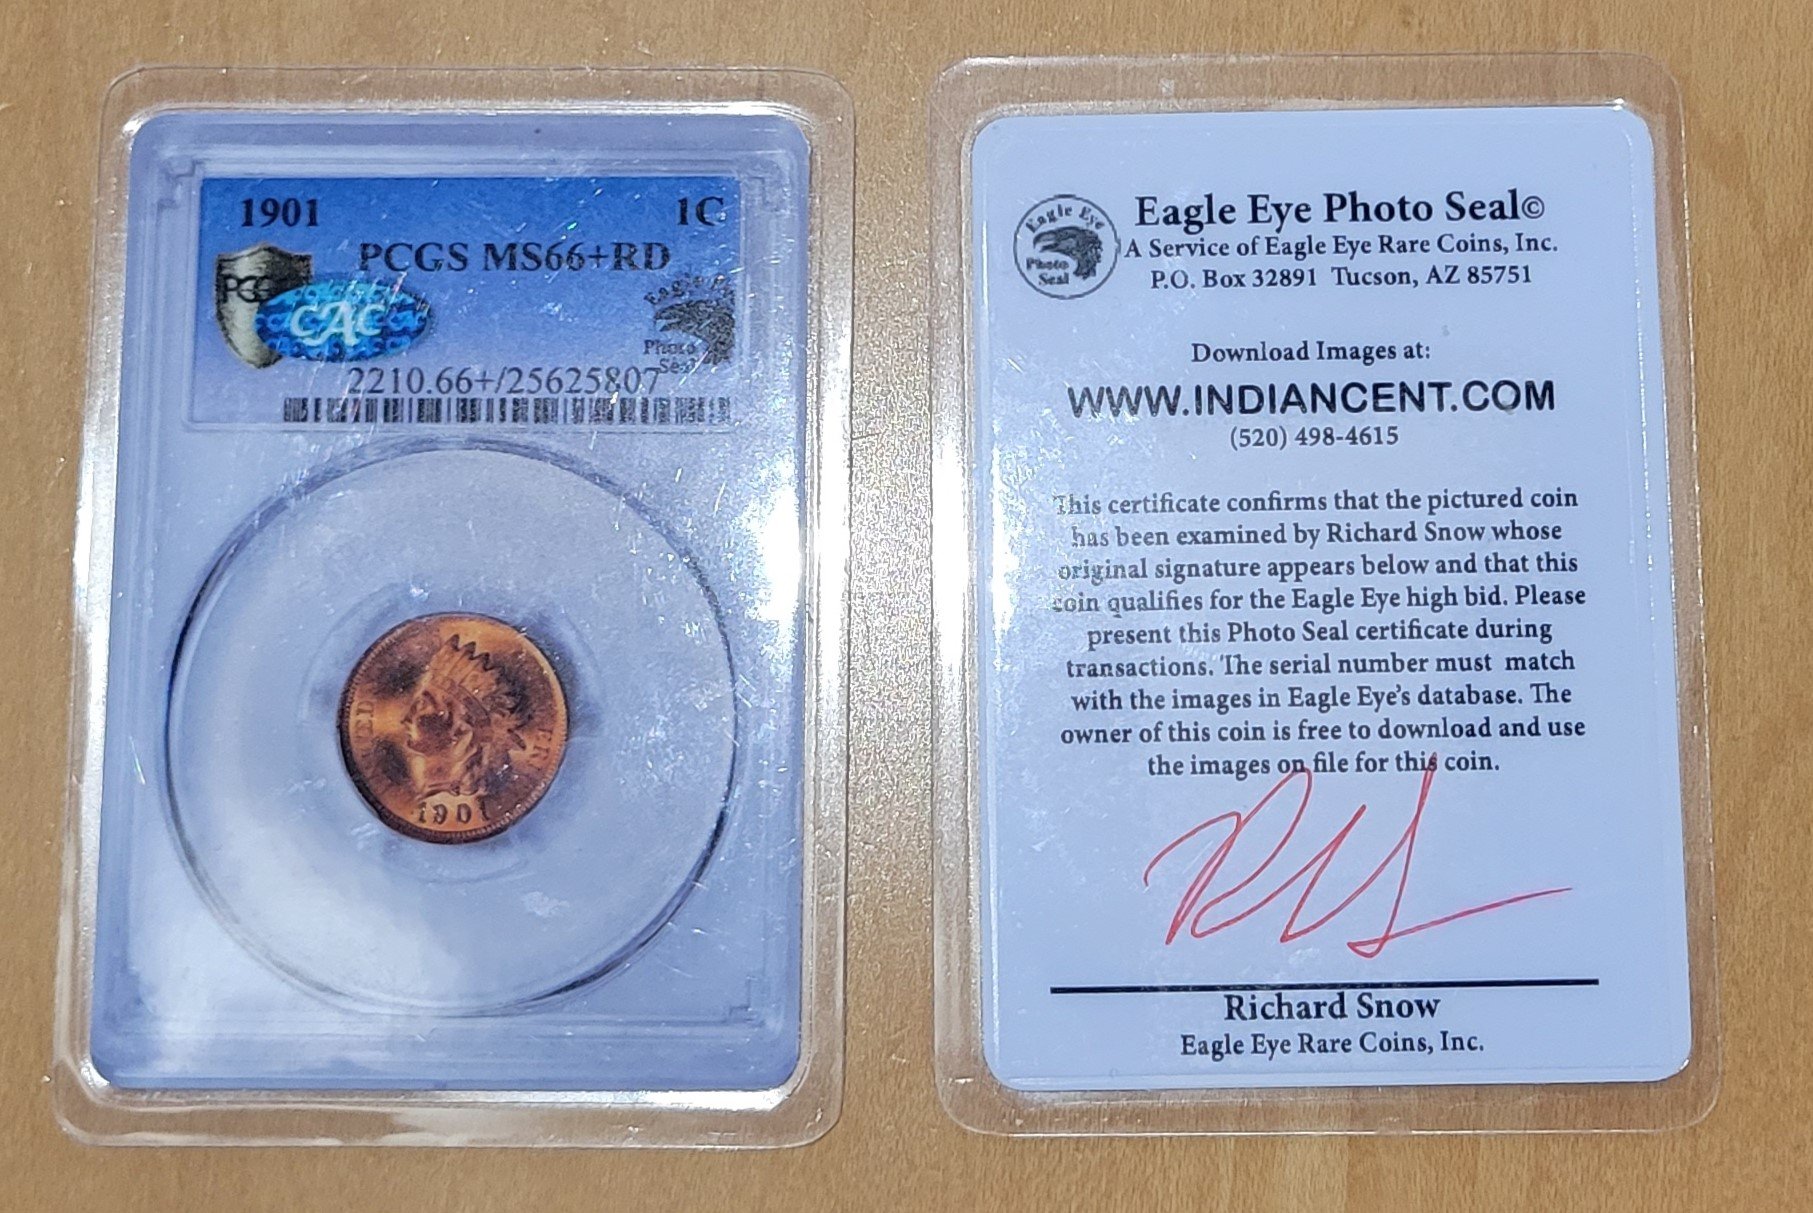 1901 1C
PCGS MS66+RD
PCG
CAC
Eagle Eye
Photo
Seal
2210.66+/25625807
1901
Eagle Eye
Photo
Seal
Eagle Eye Photo Seal©
A Service of Eagle Eye Rare Coins, Inc.
P.O. Box 32891 Tucson, AZ 85751
Download Images at:
WWW.INDIANCENT.COM
(520) 498-4615
This certificate confirms that the pictured coin
has been examined by Richard Snow whose
original signature appears below and that this
coin qualifies for the Eagle Eye high bid. Please
present this Photo Seal certificate during
transactions. The serial number must match
with the images in Eagle Eye's database. The
owner of this coin is free to download and use
the images on file for this coin.
Richard Snow
Eagle Eye Rare Coins, Inc.